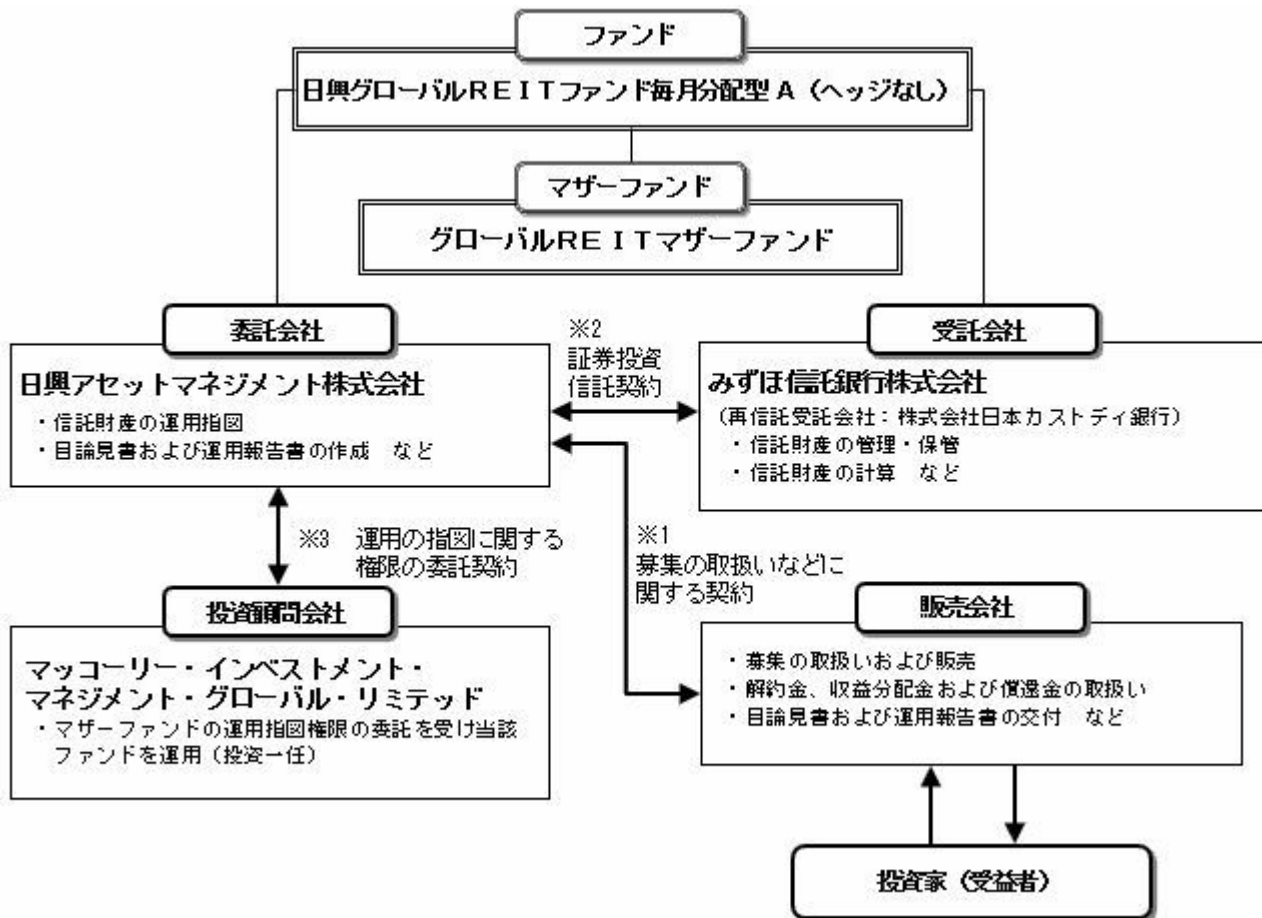 ファンド
日興グローバルＲＥＩＴファンド毎月分配型Ａ（ヘッジなし）
マザーファンド
グローバルＲＥＩＴマザーファンド
委託会社
日興アセットマネジメント株式会社
・信託財産の運用指図
・目論見書および運用報告書の作成　など
※2
証券投資
信託契約
受託会社
みずほ信託銀行株式会社
（再信託受託会社：株式会社日本カストディ銀行）
・信託財産の管理・保管
・信託財産の計算　など
※3　運用の指図に関する
権限の委託契約
※1
募集の取扱いなどに
関する契約
投資顧問会社
マッコーリー・インベストメント・
マネジメント・グローバル・リミテッド
・マザーファンドの運用指図権限の委託を受け当該
ファンドを運用（投資一任）
販売会社
・募集の取扱いおよび販売
・解約金、収益分配金および償還金の取扱い
・目論見書および運用報告書の交付　など
投資家（受益者）